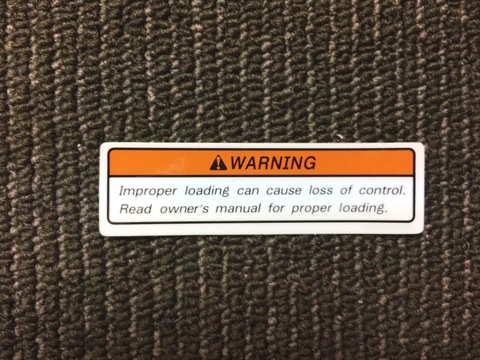 WARNING
Improper loading can cause loss of control.
Read owner's manual for proper loading.